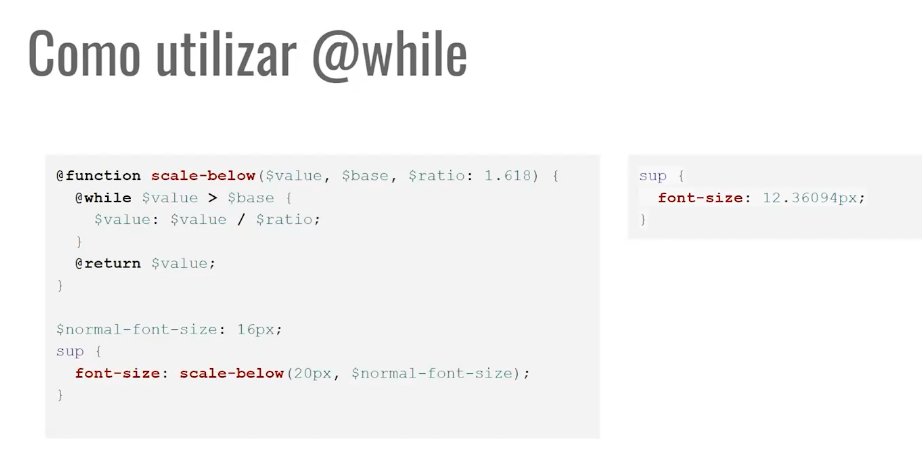 Como utilizar @while
@function scale-below($value, $base, $ratio: 1.618) {
  @while $value > $base {
    $value: $value / $ratio;
  }
  @return $value;
}

$normal-font-size: 16px;
sup {
  font-size: scale-below(20px, $normal-font-size);
}
sup {
  font-size: 12.36094px;
}